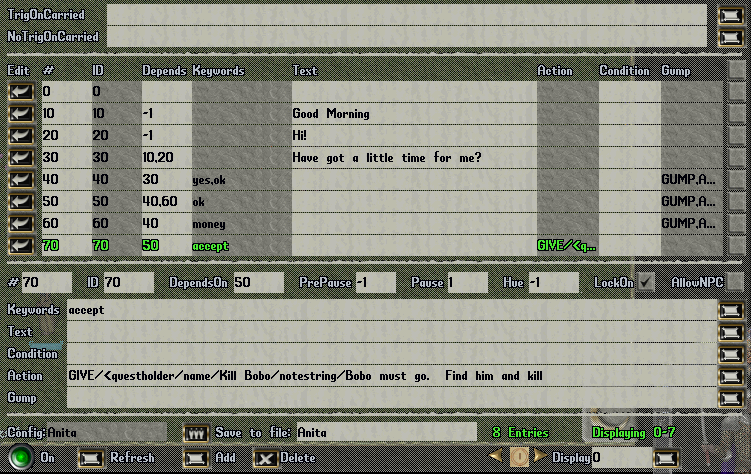 TrigOnCarried
NoTrigOnCarried
Edit # ID Depends Keywords Text Action Condition Gump
0 0
10 10 -1 Good Morning
20 20 -1 Hi!
30 30 10,20 Have got a little time for me?
40 40 30 yes,ok GUMP,A...
50 50 40,60 ok GUMP,A...
60 60 40 money GUMP,A...
70 70 50 accept GIVE/<q...
# 70 ID 70 DependsOn 50 PrePause -1 Pause 1 Hue -1 LockOn AllowNPC
Keywords accept
Text
Condition
Action GIVE/<questholder/name/Kill Bobo/notestring/Bobo must go. Find him and kill
Gump
Config: Anita Save to file: Anita 8 Entries Displaying 0-7
On Refresh Add Delete Display 0